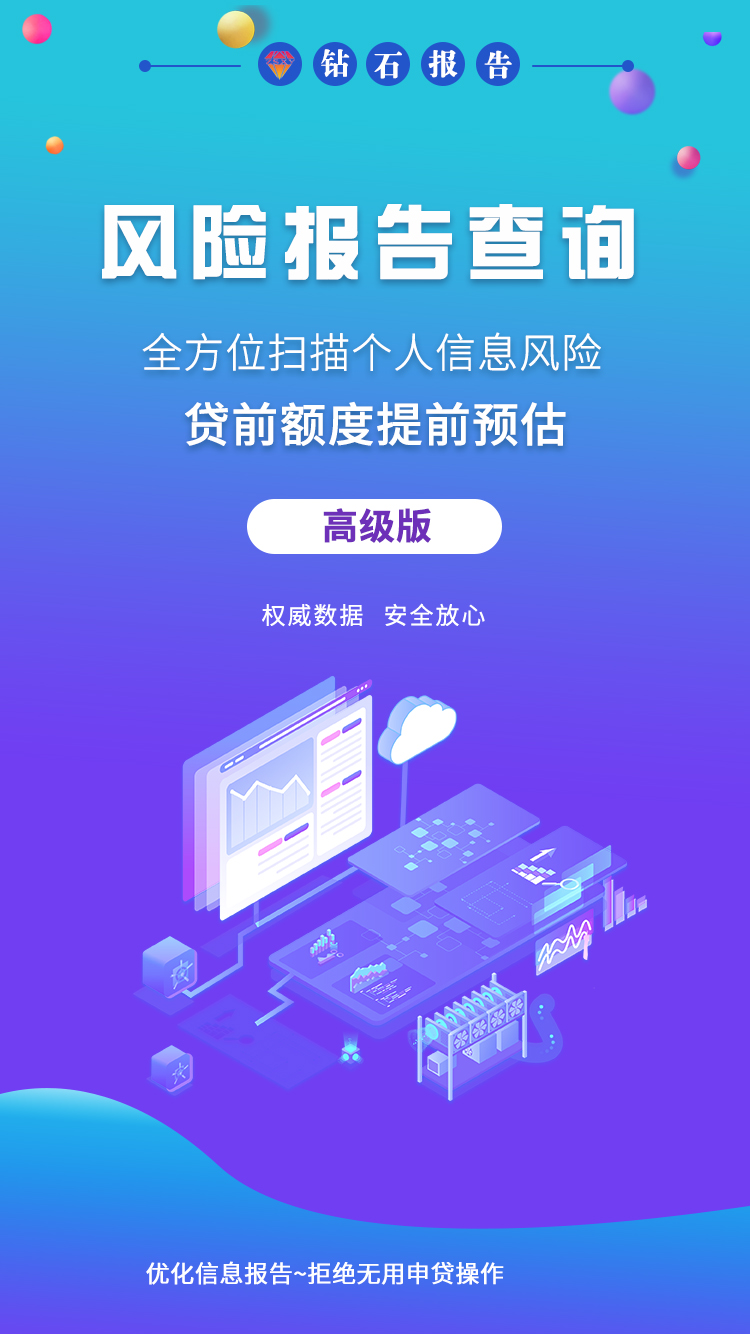 钻石报告
风险报告查询
全方位扫描个人信息风险
贷前额度提前预估
高级版
权威数据 安全放心
优化信息报告~拒绝无用申贷操作